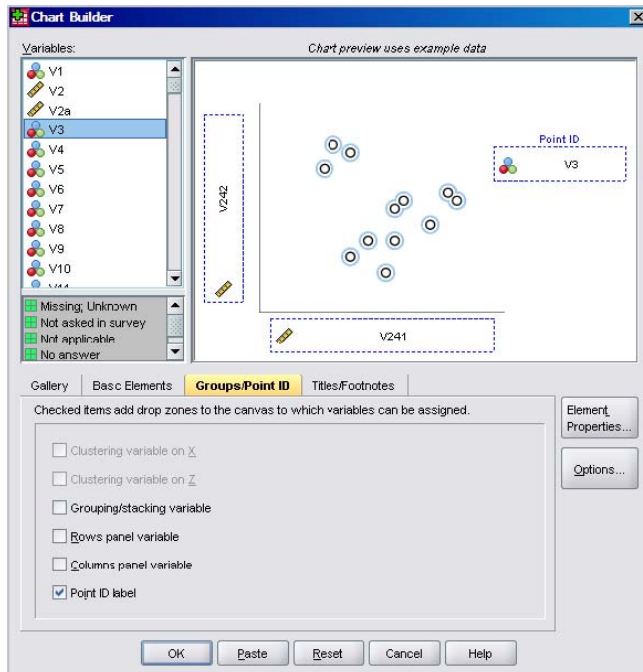 Chart Builder
Variables:
Chart preview uses example data
V1
V2
V2a
V3
V4
V5
V6
V7
V8
V9
V10
Missing; Unknown
Not asked in survey
Not applicable
No answer
V242
Point ID
V3
V241
Gallery Basc Elements Groups/Point ID Titles/Footnotes
Checked items add drop zones to the canvas to which variables can be assigned.
Clustering variable on X
Clustering variable on Z
Grouping/stacking variable
Rows panel variable
Columns panel variable
Point ID label
Element
Properties...
Options...
OK Paste Reset Cancel Help